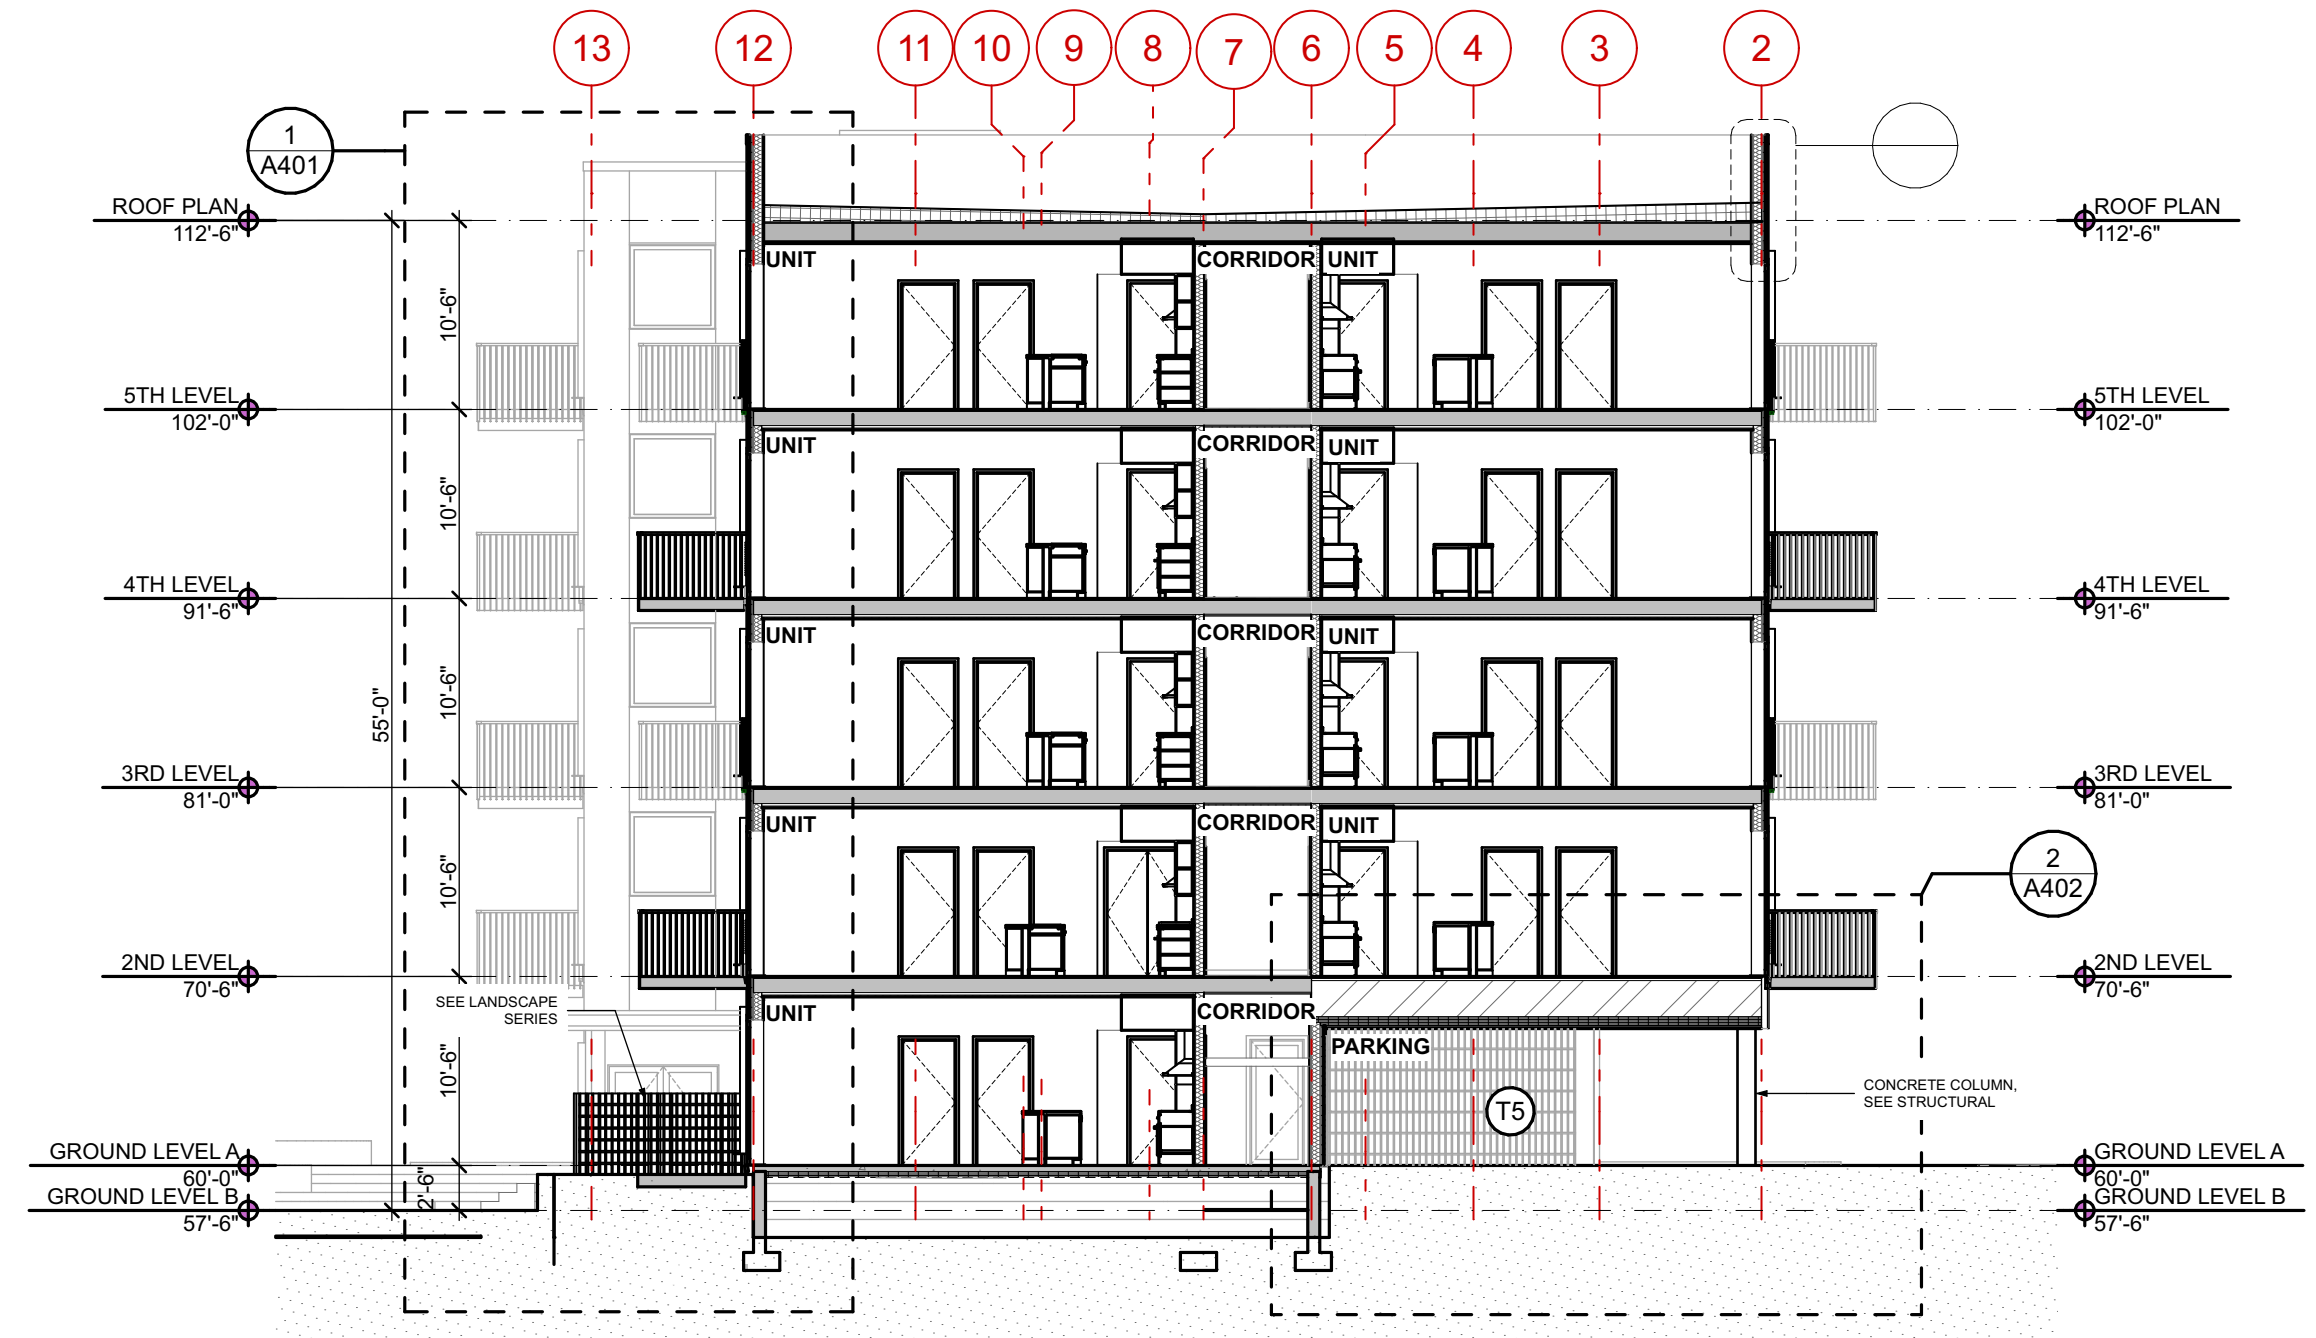 13 12 11 10 9 8 7 6 5 4 3 2
1
A401
ROOF PLAN
112'-6"
ROOF PLAN
112'-6"
UNIT CORRIDOR UNIT
10'-6"
5TH LEVEL
102'-0"
5TH LEVEL
102'-0"
UNIT CORRIDOR UNIT
10'-6"
4TH LEVEL
91'-6"
4TH LEVEL
91'-6"
UNIT CORRIDOR UNIT
10'-6"
55'-0"
3RD LEVEL
81'-0"
3RD LEVEL
81'-0"
UNIT CORRIDOR UNIT
10'-6"
2
A402
2ND LEVEL
70'-6"
2ND LEVEL
70'-6"
SEE LANDSCAPE
SERIES
UNIT CORRIDOR
PARKING
10'-6"
T5
CONCRETE COLUMN,
SEE STRUCTURAL
GROUND LEVEL A
60'-0"
GROUND LEVEL A
60'-0"
2'-6"
GROUND LEVEL B
57'-6"
GROUND LEVEL B
57'-6"